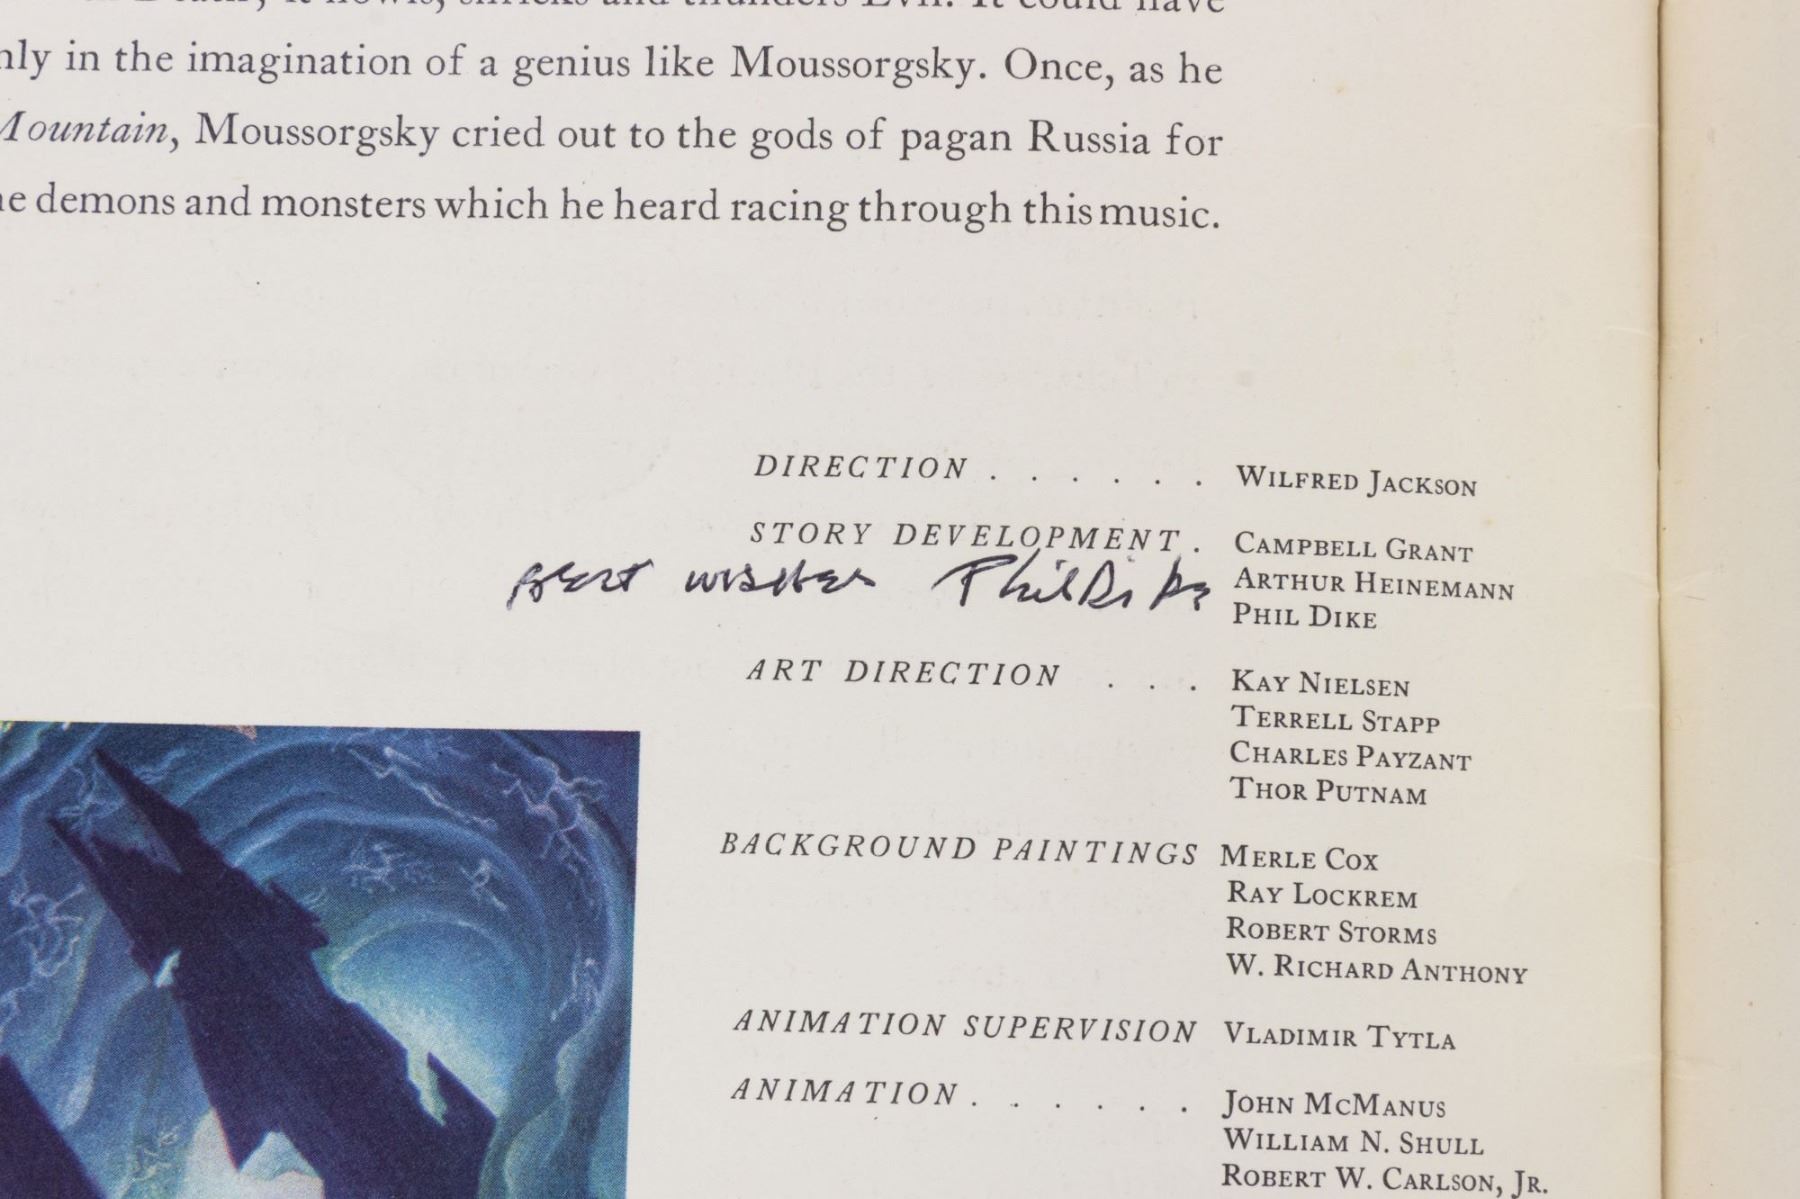 it howls, shrieks and thunders Evil. It could have
in the imagination of a genius like Moussorgsky. Once, as he
Mountain, Moussorgsky cried out to the gods of pagan Russia for
demons and monsters which he heard racing through this music.
DIRECTION . . . . . . WILFRED JACKSON
STORY DEVELOPMENT . CAMPBELL GRANT
ARTHUR HEINEMANN
Best wishes Phil Dike PHIL DIKE
ART DIRECTION . . . KAY NIELSEN
TERRELL STAPP
CHARLES PAYZANT
THOR PUTNAM
BACKGROUND PAINTINGS MERLE COX
RAY LOCKREM
ROBERT STORMS
W. RICHARD ANTHONY
ANIMATION SUPERVISION VLADIMIR TYTLA
ANIMATION . . . . . . JOHN MCMANUS
WILLIAM N. SHULL
ROBERT W. CARLSON, JR.